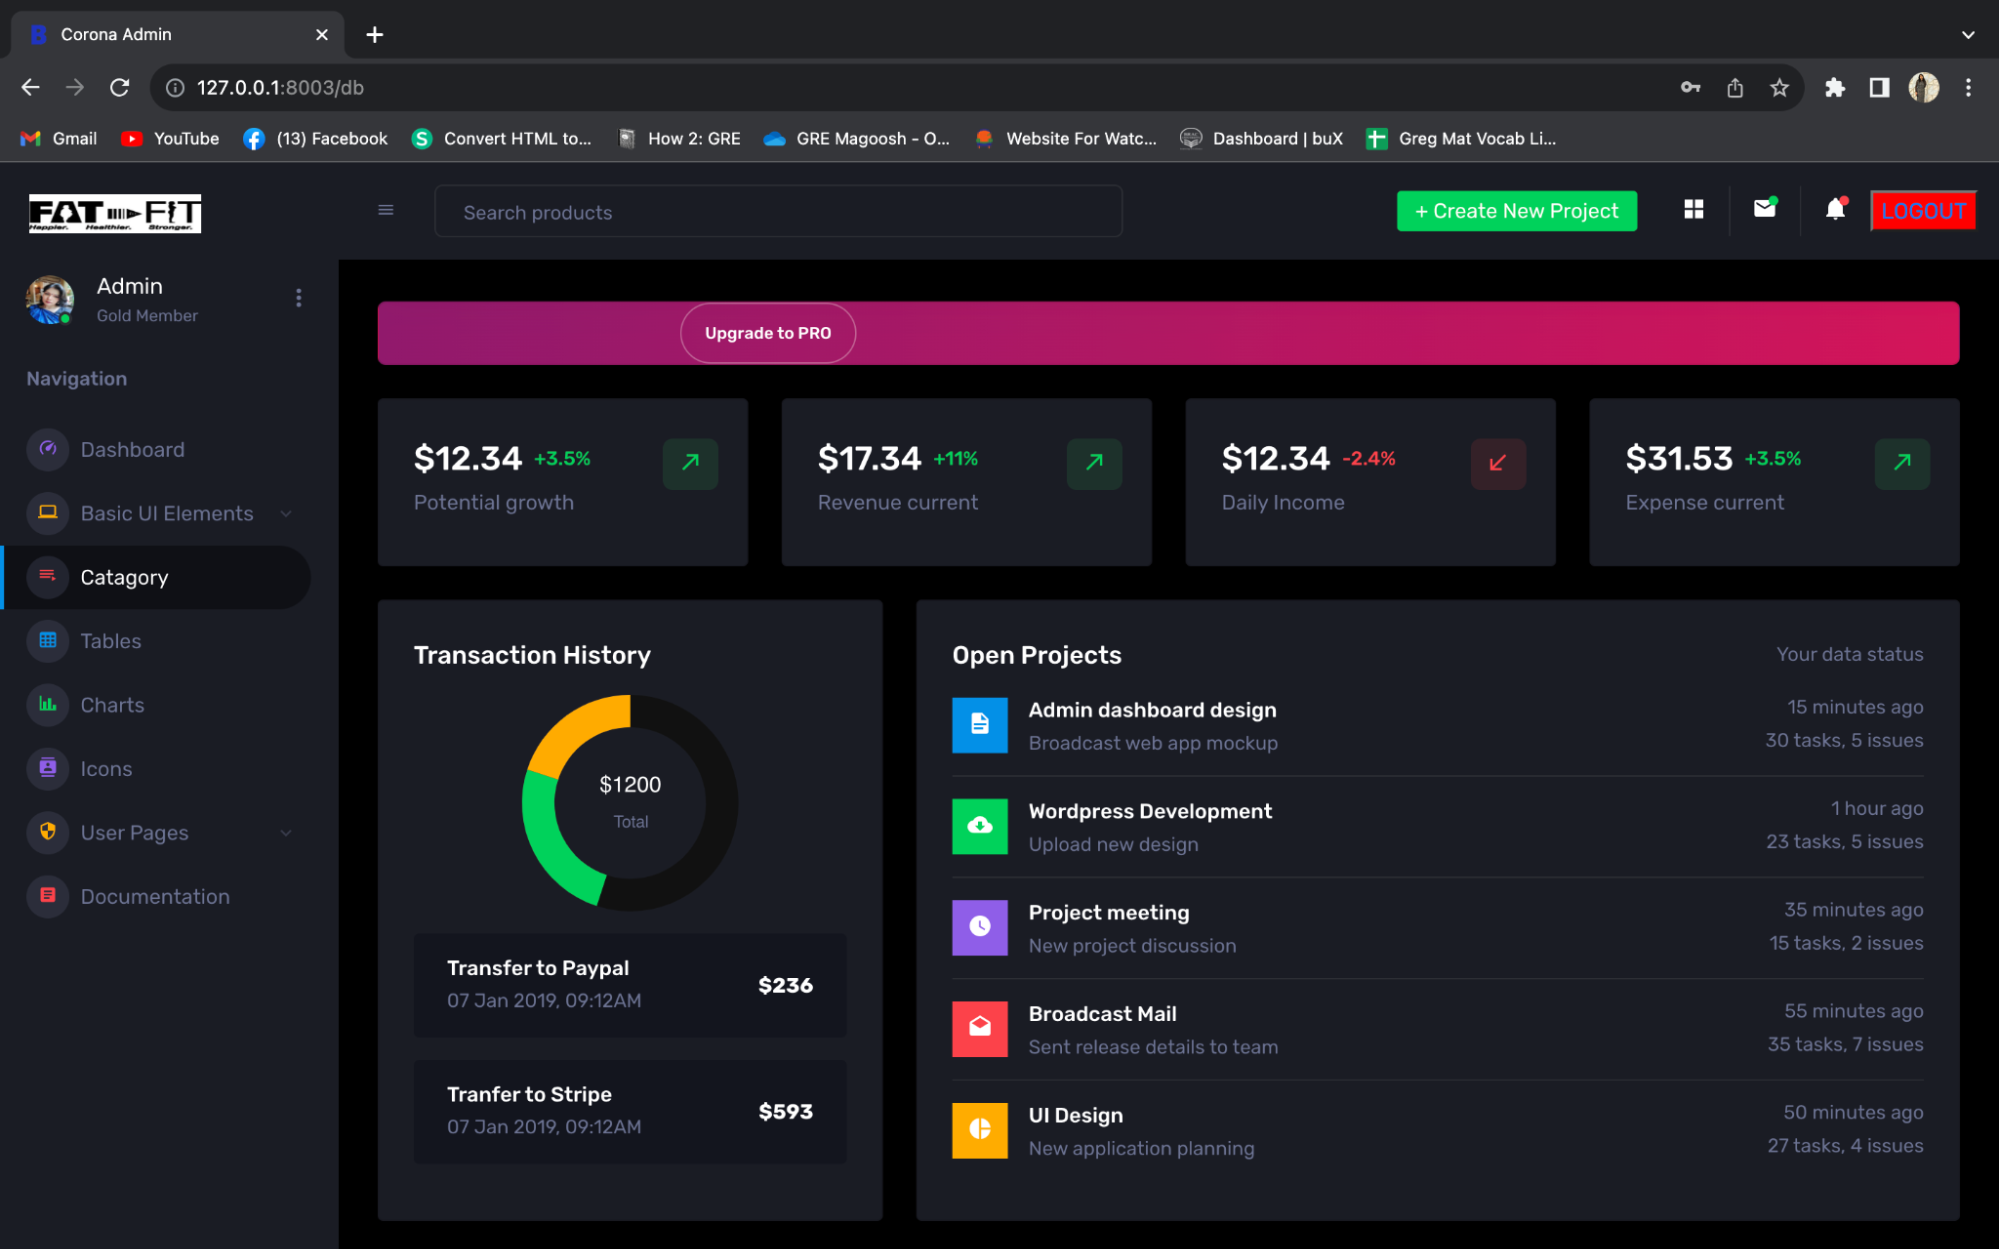 Corona Admin
127.0.0.1:8003/db
Gmail
YouTube
(13) Facebook
Convert HTML to...
How 2: GRE
GRE Magoosh - O...
Website For Watc...
Dashboard | buX
Greg Mat Vocab Li...
FAT FIT
Happier. Healthier. Stronger.
Search products
+ Create New Project
LOGOUT
Admin
Gold Member
Navigation
Dashboard
Basic UI Elements
Catagory
Tables
Charts
Icons
User Pages
Documentation
Upgrade to PRO
$12.34 +3.5%
Potential growth
$17.34 +11%
Revenue current
$12.34 -2.4%
Daily Income
$31.53 +3.5%
Expense current
Transaction History
$1200
Total
Transfer to Paypal
07 Jan 2019, 09:12AM
$236
Tranfer to Stripe
07 Jan 2019, 09:12AM
$593
Open Projects
Your data status
Admin dashboard design
Broadcast web app mockup
15 minutes ago
30 tasks, 5 issues
Wordpress Development
Upload new design
1 hour ago
23 tasks, 5 issues
Project meeting
New project discussion
35 minutes ago
15 tasks, 2 issues
Broadcast Mail
Sent release details to team
55 minutes ago
35 tasks, 7 issues
UI Design
New application planning
50 minutes ago
27 tasks, 4 issues